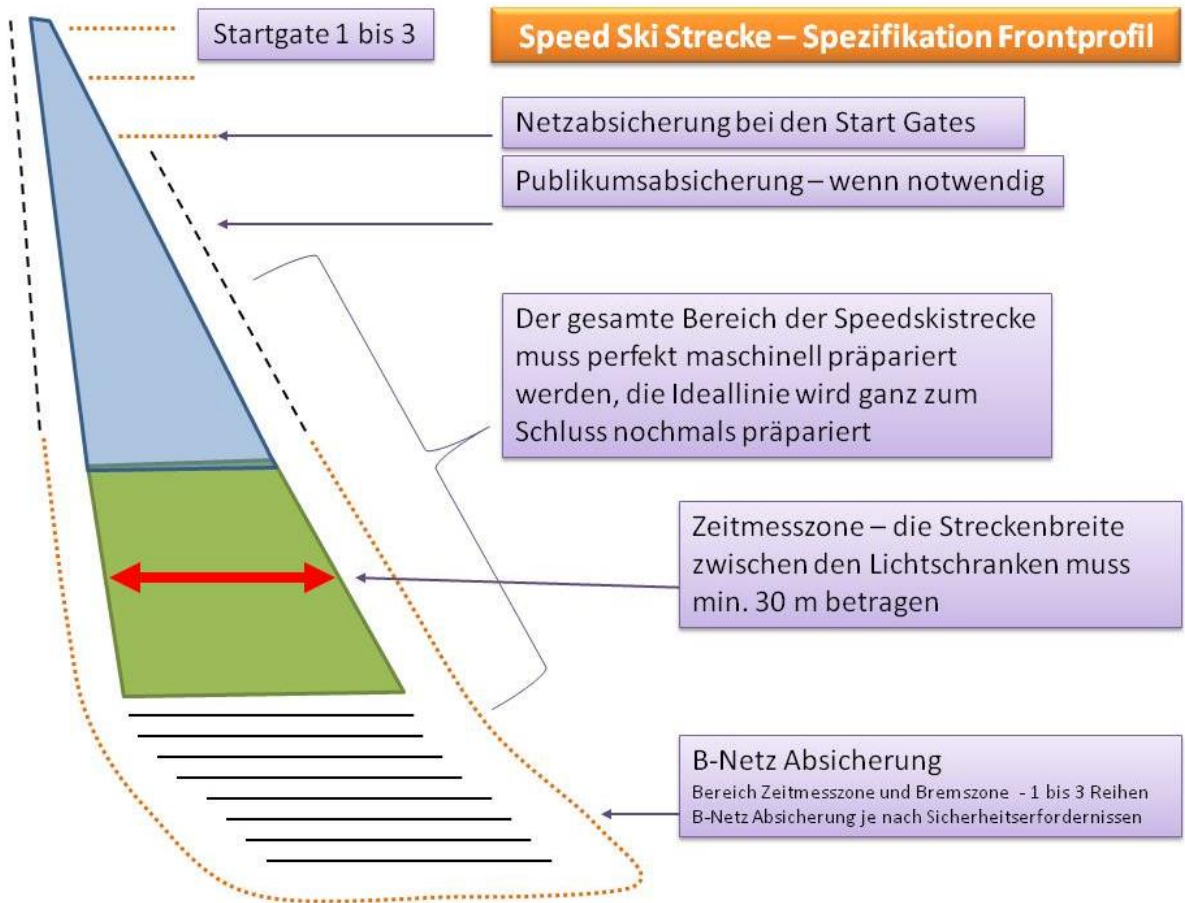 Startgate 1 bis 3
Speed Ski Strecke – Spezifikation Frontprofil
Netzabsicherung bei den Start Gates
Publikumsabsicherung – wenn notwendig
Der gesamte Bereich der Speedskistrecke
muss perfekt maschinell präpariert
werden, die Ideallinie wird ganz zum
Schluss nochmals präpariert
Zeitmesszone – die Streckenbreite
zwischen den Lichtschranken muss
min. 30 m betragen
B-Netz Absicherung
Bereich Zeitmesszone und Bremszone - 1 bis 3 Reihen
B-Netz Absicherung je nach Sicherheitserfordernissen